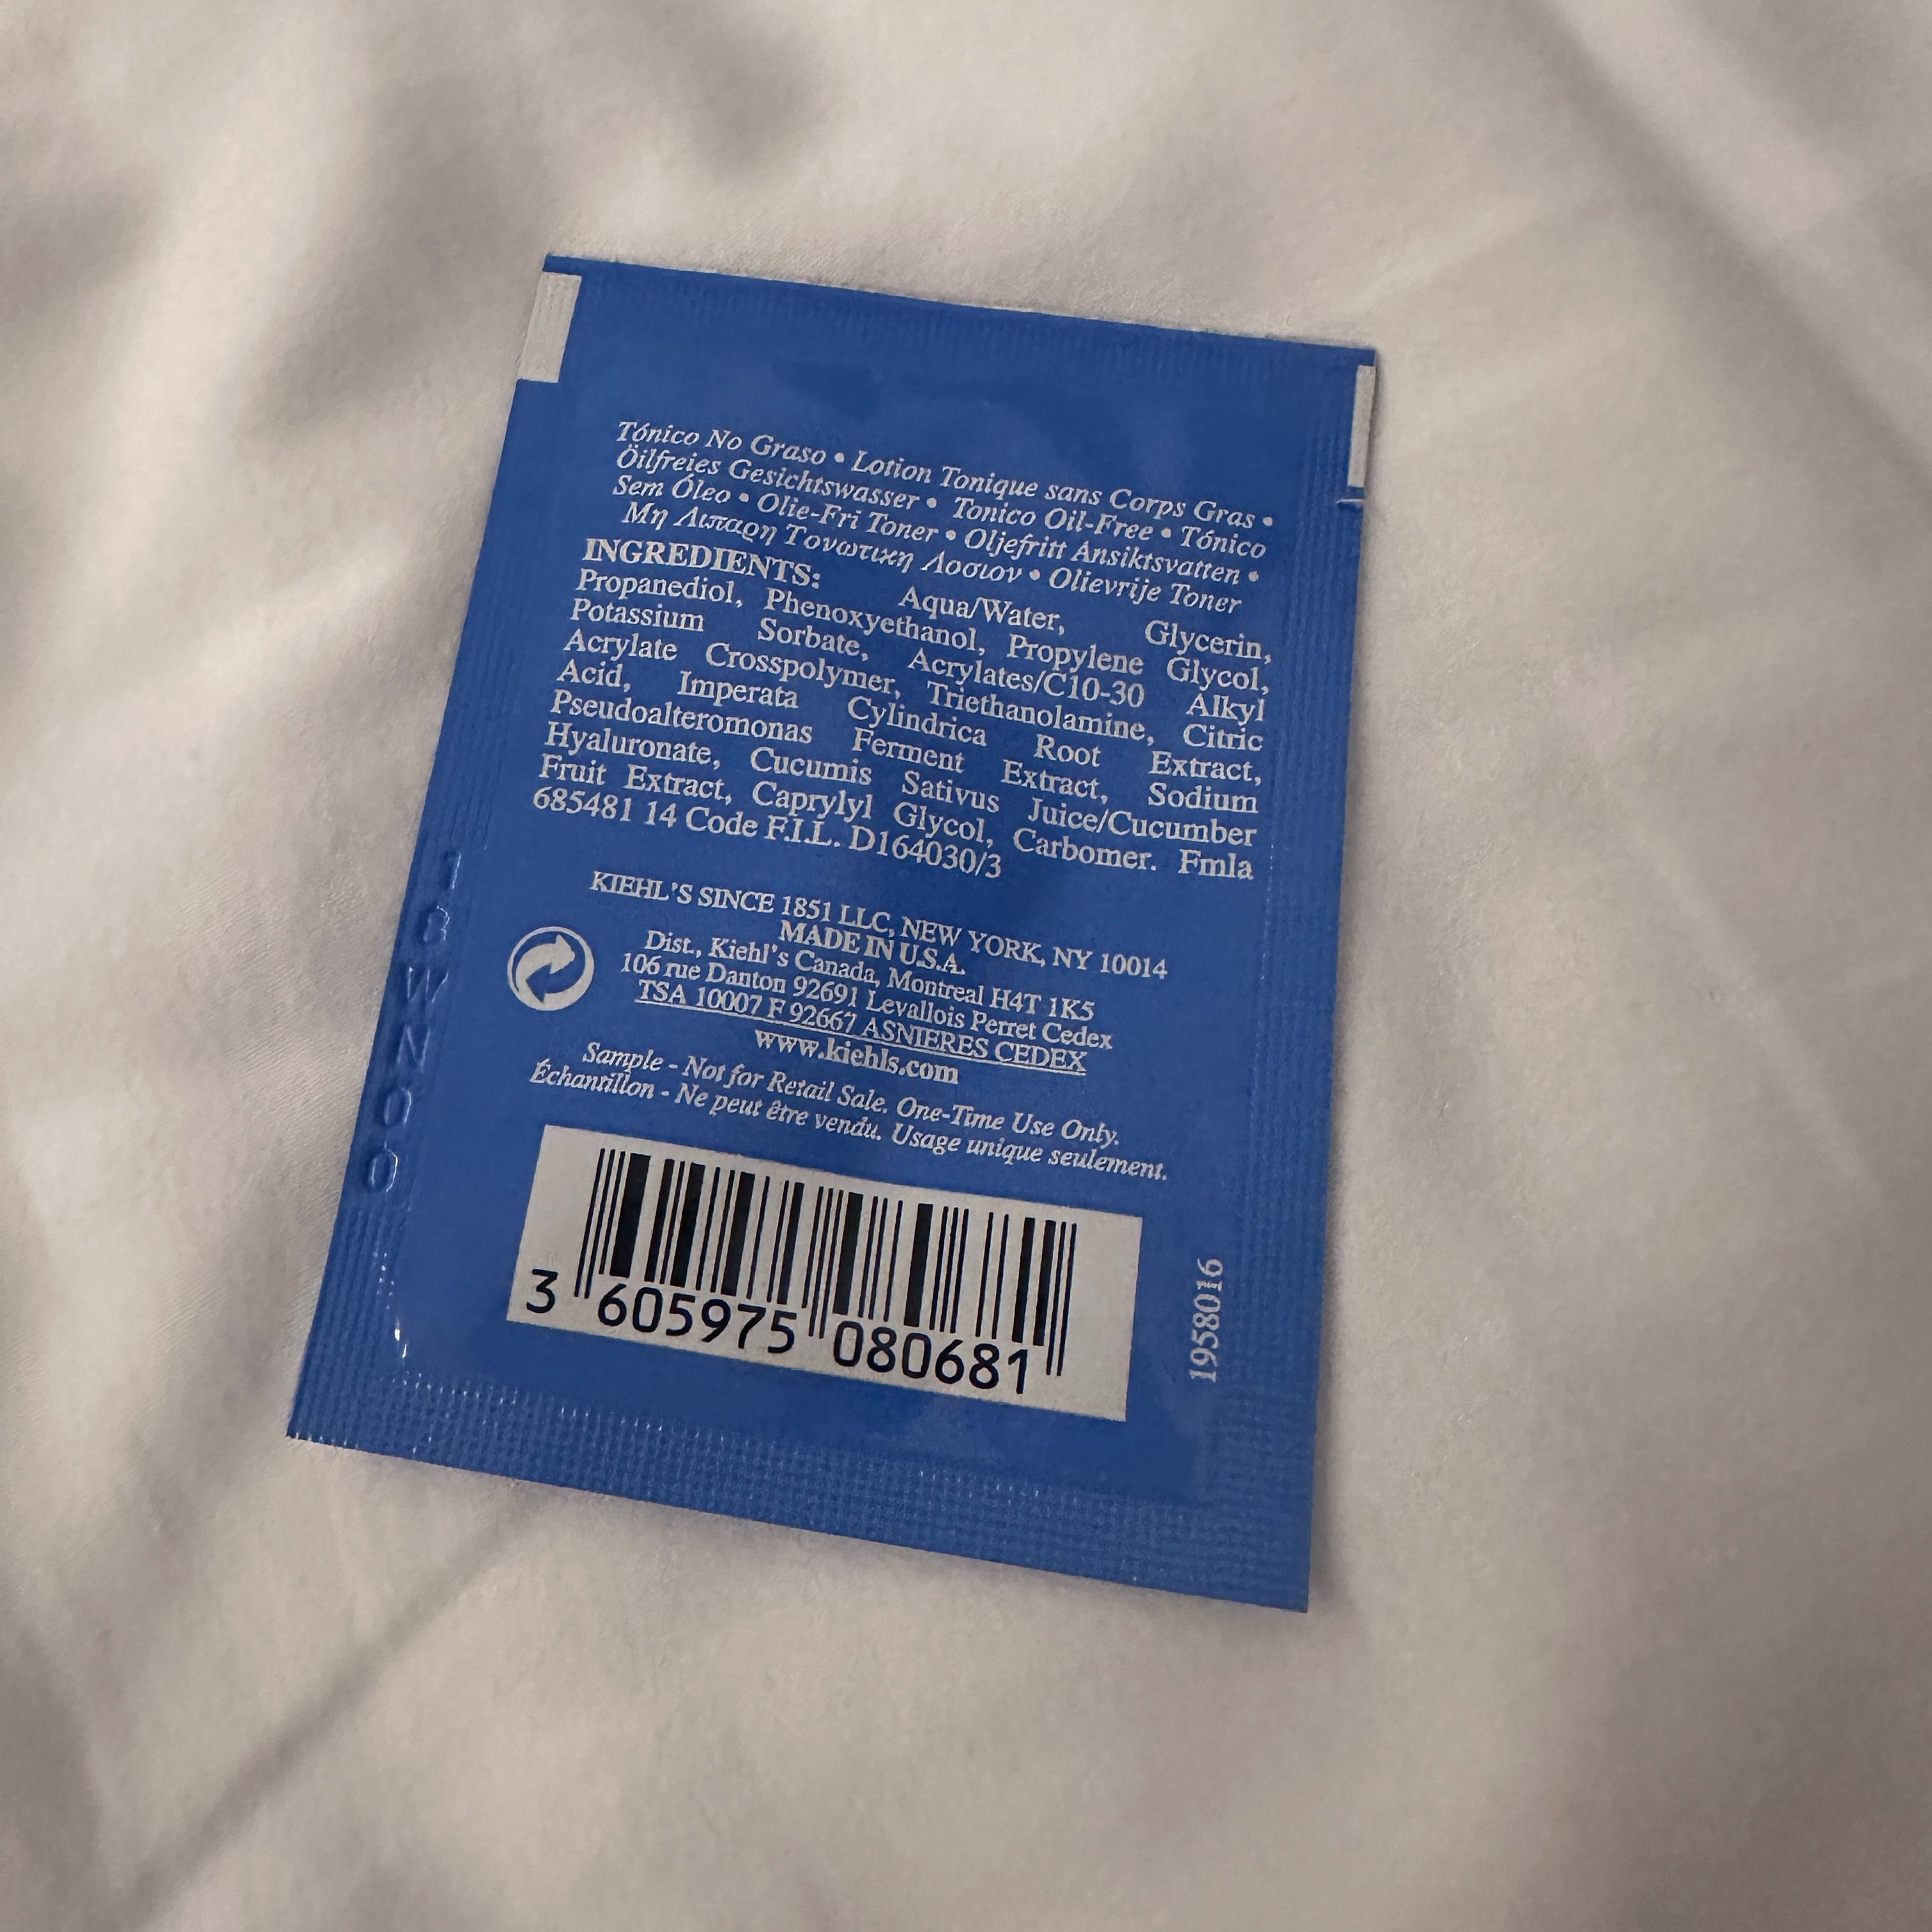 Tónico No Graso • Lotion Tonique sans Corps Gras •
Öilfreies Gesichtswasser • Tonico Oil-Free • Tónico
Sem Óleo • Olie-Fri Toner • Oljefritt Ansiktsvatten •
Μη Λιπαρη Τονωτικη Λοσιον • Olievrije Toner
INGREDIENTS: Aqua/Water, Glycerin,
Propanediol, Phenoxyethanol, Propylene Glycol,
Potassium Sorbate, Acrylates/C10-30 Alkyl
Acrylate Crosspolymer, Triethanolamine, Citric
Acid, Imperata Cylindrica Root Extract,
Pseudoalteromonas Ferment Extract, Sodium
Hyaluronate, Cucumis Sativus Juice/Cucumber
Fruit Extract, Caprylyl Glycol, Carbomer. Fmla
685481 14 Code F.I.L. D164030/3
KIEHL'S SINCE 1851 LLC, NEW YORK, NY 10014
MADE IN U.S.A.
Dist., Kiehl's Canada, Montreal H4T 1K5
106 rue Danton 92691 Levallois Perret Cedex
TSA 10007 F 92667 ASNIERES CEDEX
www.kiehls.com
Sample - Not for Retail Sale. One-Time Use Only.
Échantillon - Ne peut être vendu. Usage unique seulement.
3 605975 080681
1958016